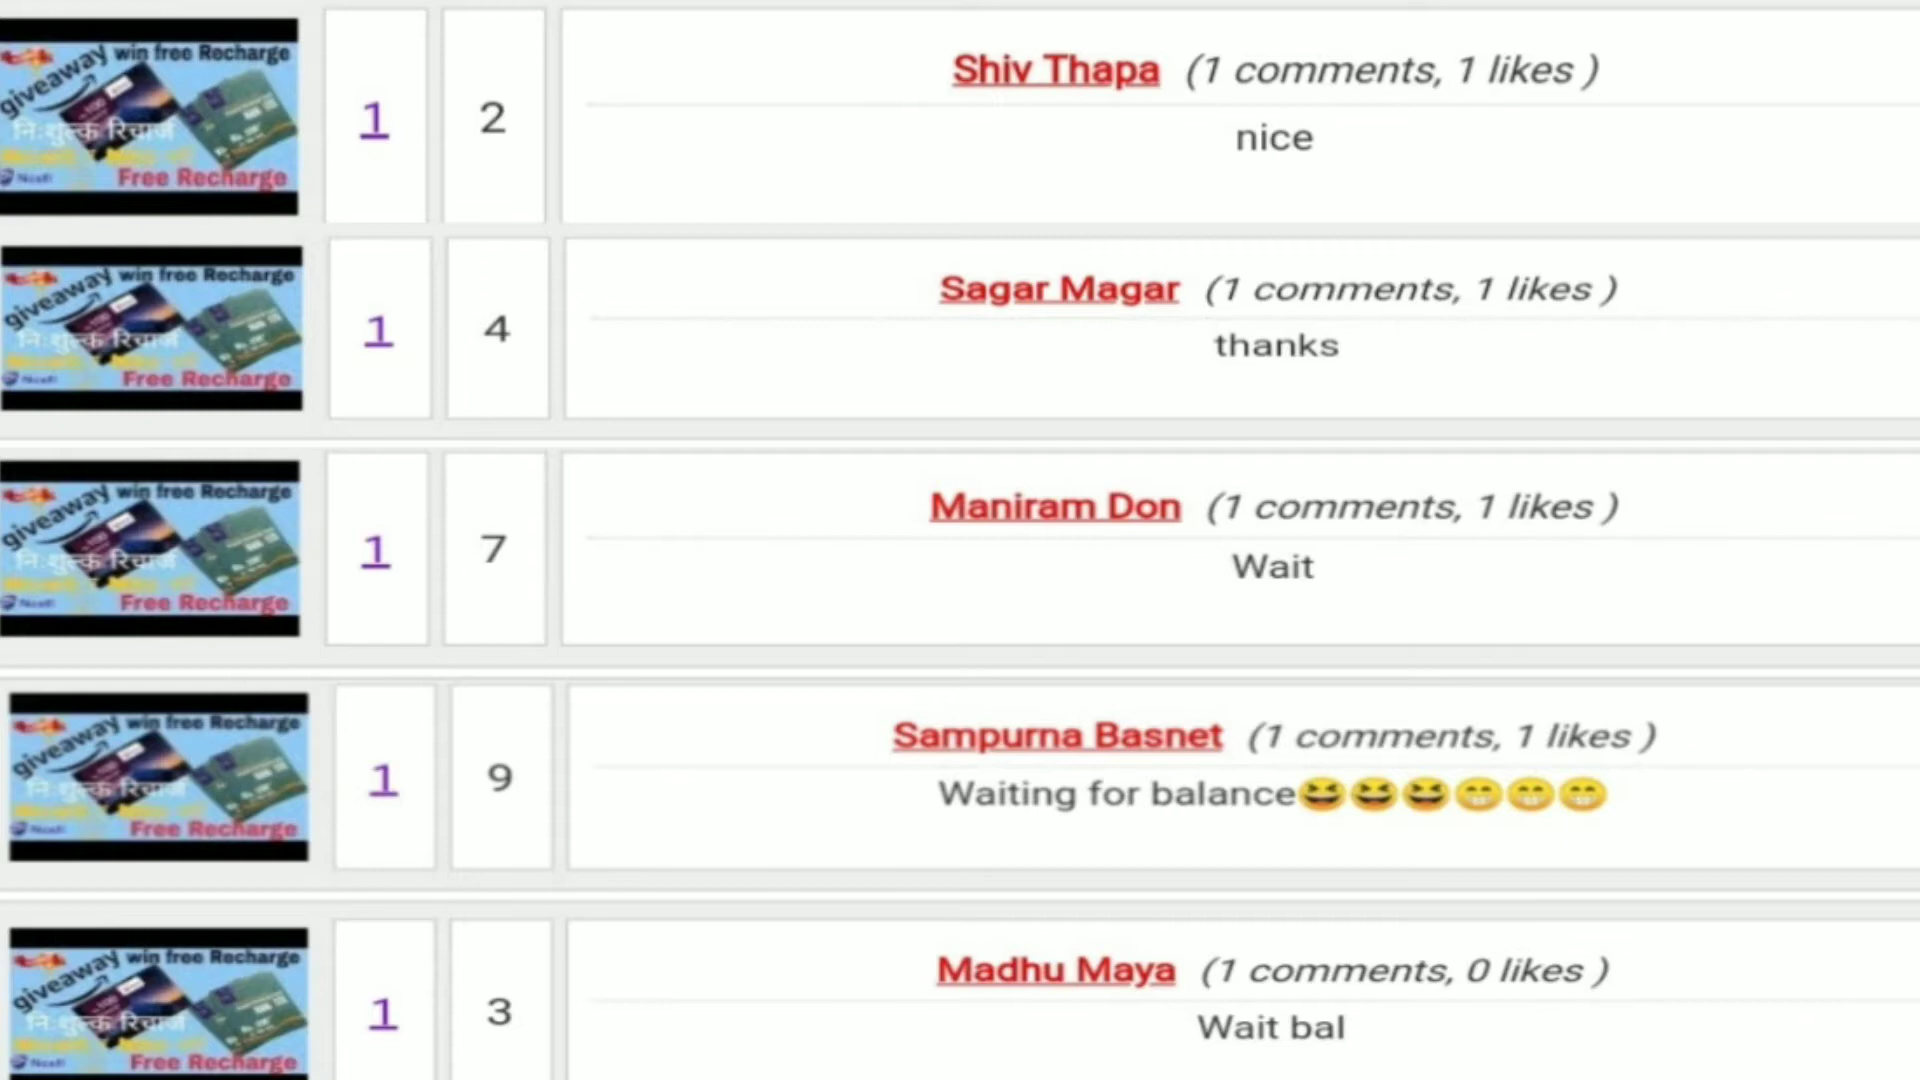 win free Recharge
giveaway
नि:शुल्क रिचार्ज
Free Recharge
1
2
Shiv Thapa (1 comments, 1 likes )
nice
win free Recharge
giveaway
नि:शुल्क रिचार्ज
Free Recharge
1
4
Sagar Magar (1 comments, 1 likes )
thanks
win free Recharge
giveaway
नि:शुल्क रिचार्ज
Free Recharge
1
7
Maniram Don (1 comments, 1 likes )
Wait
win free Recharge
giveaway
नि:शुल्क रिचार्ज
Free Recharge
1
9
Sampurna Basnet (1 comments, 1 likes )
Waiting for balance😆😆😆😁😁😁
win free Recharge
giveaway
नि:शुल्क रिचार्ज
Free Recharge
1
3
Madhu Maya (1 comments, 0 likes )
Wait bal